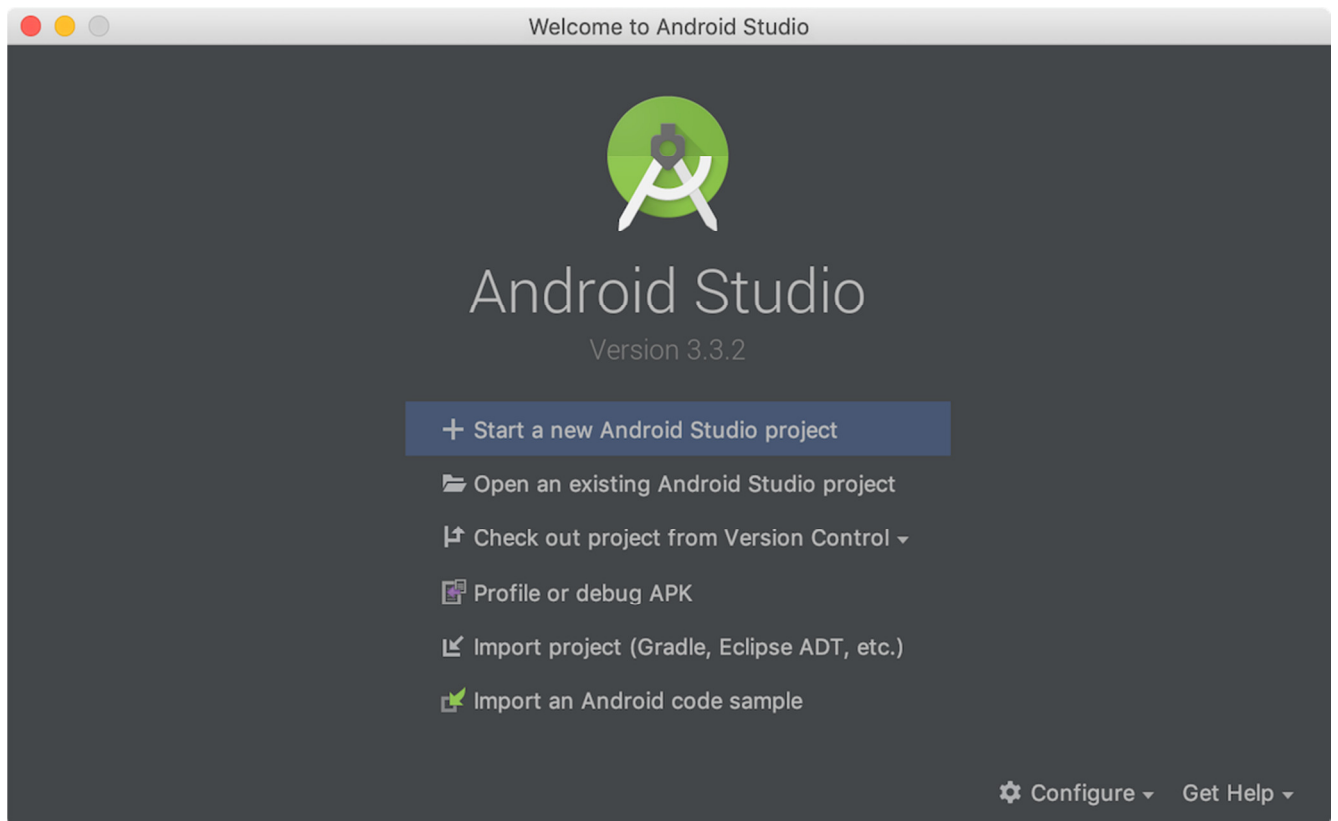 Welcome to Android Studio
Android Studio
Version 3.3.2
Start a new Android Studio project
Open an existing Android Studio project
Check out project from Version Control
Profile or debug APK
Import project (Gradle, Eclipse ADT, etc.)
Import an Android code sample
Configure Get Help